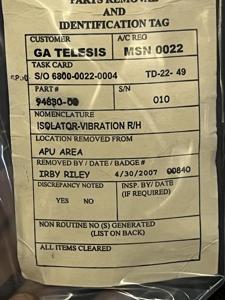 PARTS REMOVAL
AND
IDENTIFICATION TAG
CUSTOMER A/C REG
GA TELESIS MSN 0022
TASK CARD
S/O 6800-0022-0004 TD-22-49
PART # S/N
94830-00 010
NOMENCLATURE
ISOLATOR-VIBRATION R/H
LOCATION REMOVED FROM
APU AREA
REMOVED BY / DATE / BADGE #
IRBY RILEY 4/30/2007 00840
DISCREPANCY NOTED INSP. BY/ DATE
(IF REQUIRED)
YES
NO
NON ROUTINE NO (S) GENERATED
(LIST ON BACK)
ALL ITEMS CLEARED